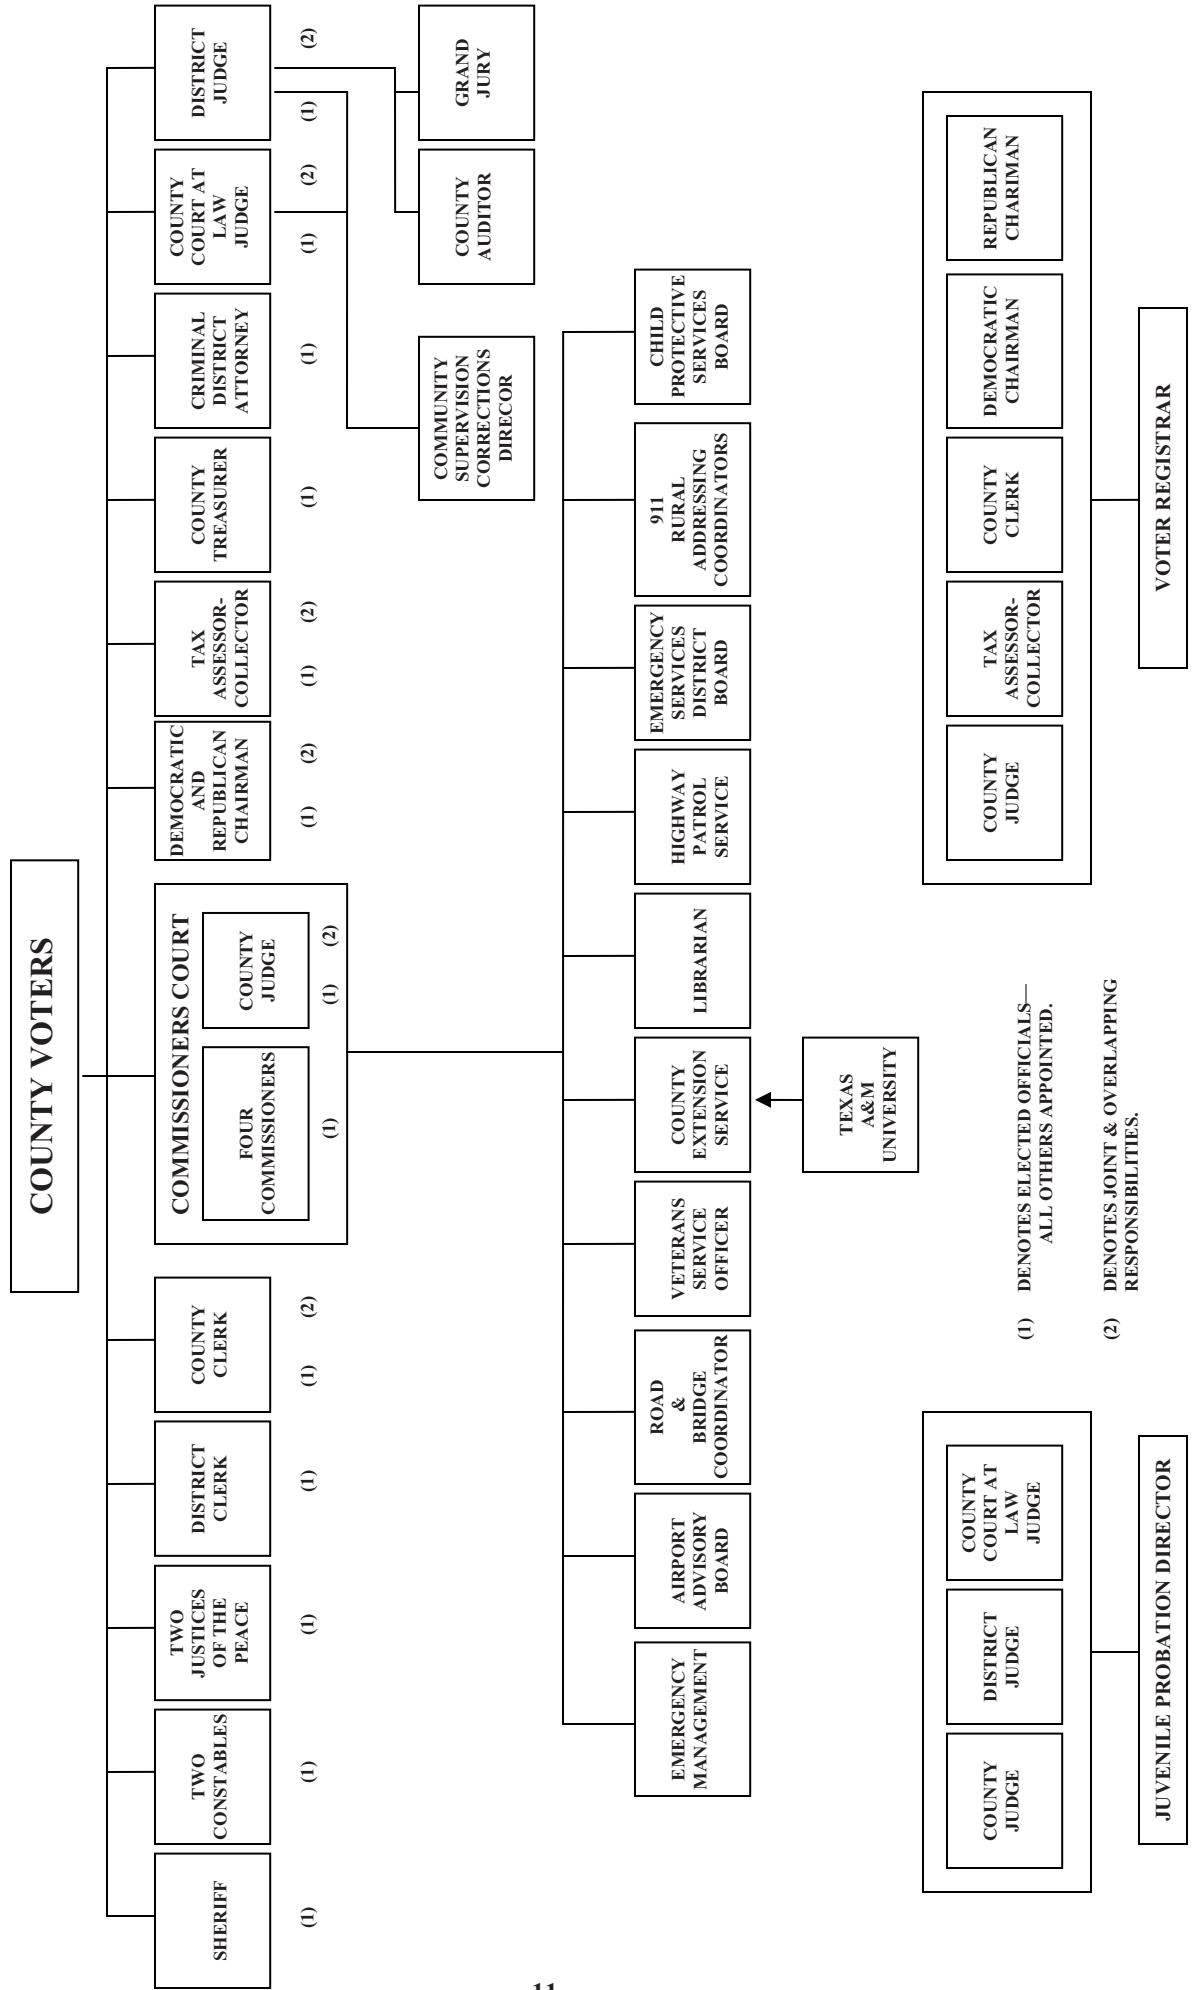 COUNTY VOTERS
SHERIFF
(1)
TWO
CONSTABLES
(1)
TWO
JUSTICES
OF THE
PEACE
(1)
DISTRICT
CLERK
(1)
COUNTY
CLERK
(1) (2)
COMMISSIONERS COURT
FOUR
COMMISSIONERS
(1)
COUNTY
JUDGE
(1) (2)
DEMOCRATIC
AND
REPUBLICAN
CHAIRMAN
(1) (2)
TAX
ASSESSOR-
COLLECTOR
(1) (2)
COUNTY
TREASURER
(1)
CRIMINAL
DISTRICT
ATTORNEY
(1)
COUNTY
COURT AT
LAW
JUDGE
(1) (2)
DISTRICT
JUDGE
(1) (2)
COMMUNITY
SUPERVISION
CORRECTIONS
DIRECOR
COUNTY
AUDITOR
GRAND
JURY
EMERGENCY
MANAGEMENT
AIRPORT
ADVISORY
BOARD
ROAD
&
BRIDGE
COORDINATOR
VETERANS
SERVICE
OFFICER
COUNTY
EXTENSION
SERVICE
LIBRARIAN
HIGHWAY
PATROL
SERVICE
EMERGENCY
SERVICES
DISTRICT
BOARD
911
RURAL
ADDRESSING
COORDINATORS
CHILD
PROTECTIVE
SERVICES
BOARD
TEXAS
A&M
UNIVERSITY
COUNTY
JUDGE
DISTRICT
JUDGE
COUNTY
COURT AT
LAW
JUDGE
JUVENILE PROBATION DIRECTOR
(1) DENOTES ELECTED OFFICIALS—
ALL OTHERS APPOINTED.
(2) DENOTES JOINT & OVERLAPPING
RESPONSIBILITIES.
COUNTY
JUDGE
TAX
ASSESSOR-
COLLECTOR
COUNTY
CLERK
DEMOCRATIC
CHAIRMAN
REPUBLICAN
CHARIMAN
VOTER REGISTRAR